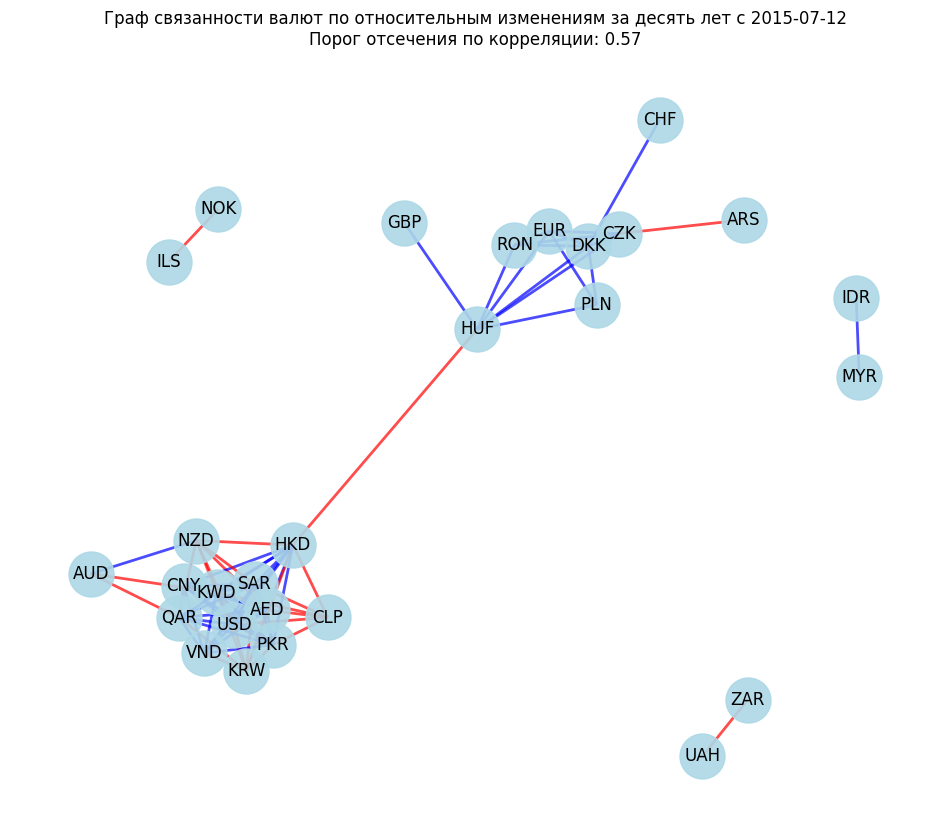 Граф связанности валют по относительным изменениям за десять лет с 2015-07-12
Порог отсечения по корреляции: 0.57
CHF
NOK
GBP
ARS
EUR
CZK
RON
DKK
ILS
IDR
PLN
HUF
MYR
NZD
HKD
AUD
CNY
SAR
KWD
AED
QAR
CLP
USD
PKR
VND
KRW
ZAR
UAH